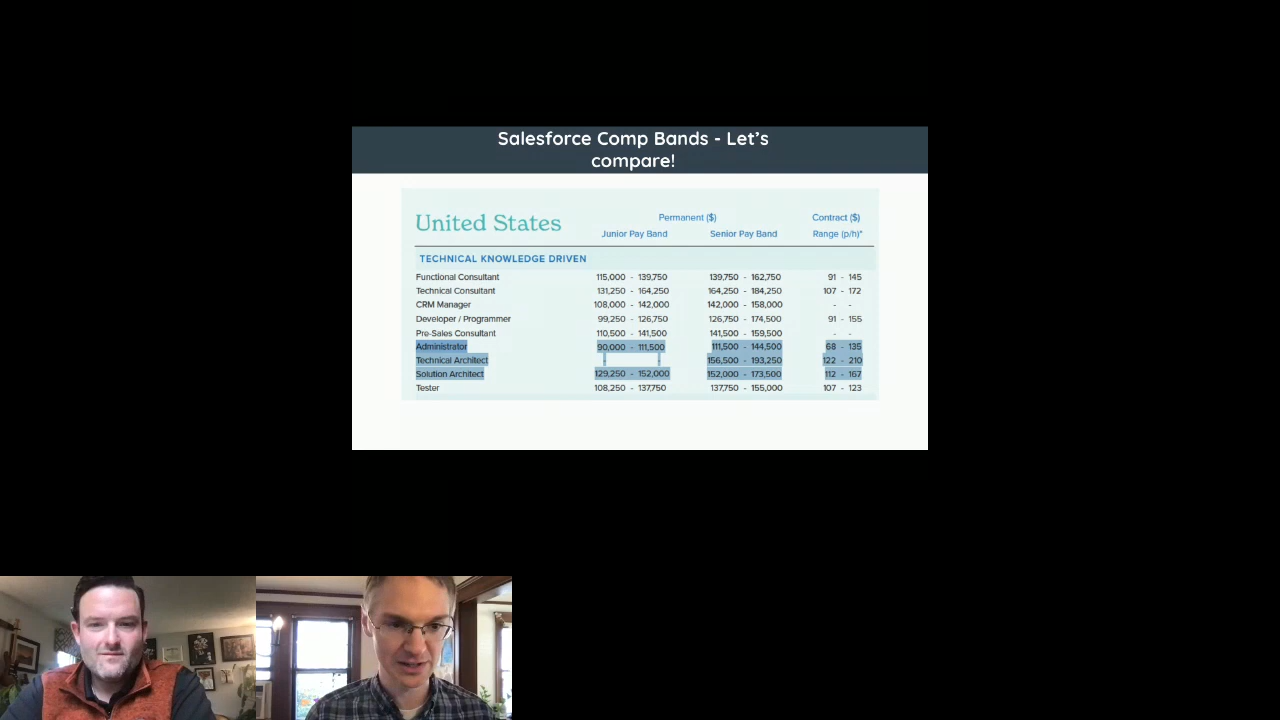 Salesforce Comp Bands - Let's
compare!
United States Permanent ($) Contract ($)
Junior Pay Band Senior Pay Band Range (p/h)*
TECHNICAL KNOWLEDGE DRIVEN
Functional Consultant 115,000 - 139,750 139,750 - 162,750 91 - 145
Technical Consultant 131,250 - 164,250 164,250 - 184,250 107 - 172
CRM Manager 108,000 - 142,000 142,000 - 158,000 - -
Developer / Programmer 99,250 - 126,750 126,750 - 174,500 91 - 155
Pre-Sales Consultant 110,500 - 141,500 141,500 - 159,500 - -
Administrator 90,000 - 111,500 111,500 - 144,500 68 - 135
Technical Architect - - 156,500 - 193,250 122 - 210
Solution Architect 129,250 - 152,000 152,000 - 173,500 112 - 167
Tester 108,250 - 137,750 137,750 - 155,000 107 - 123